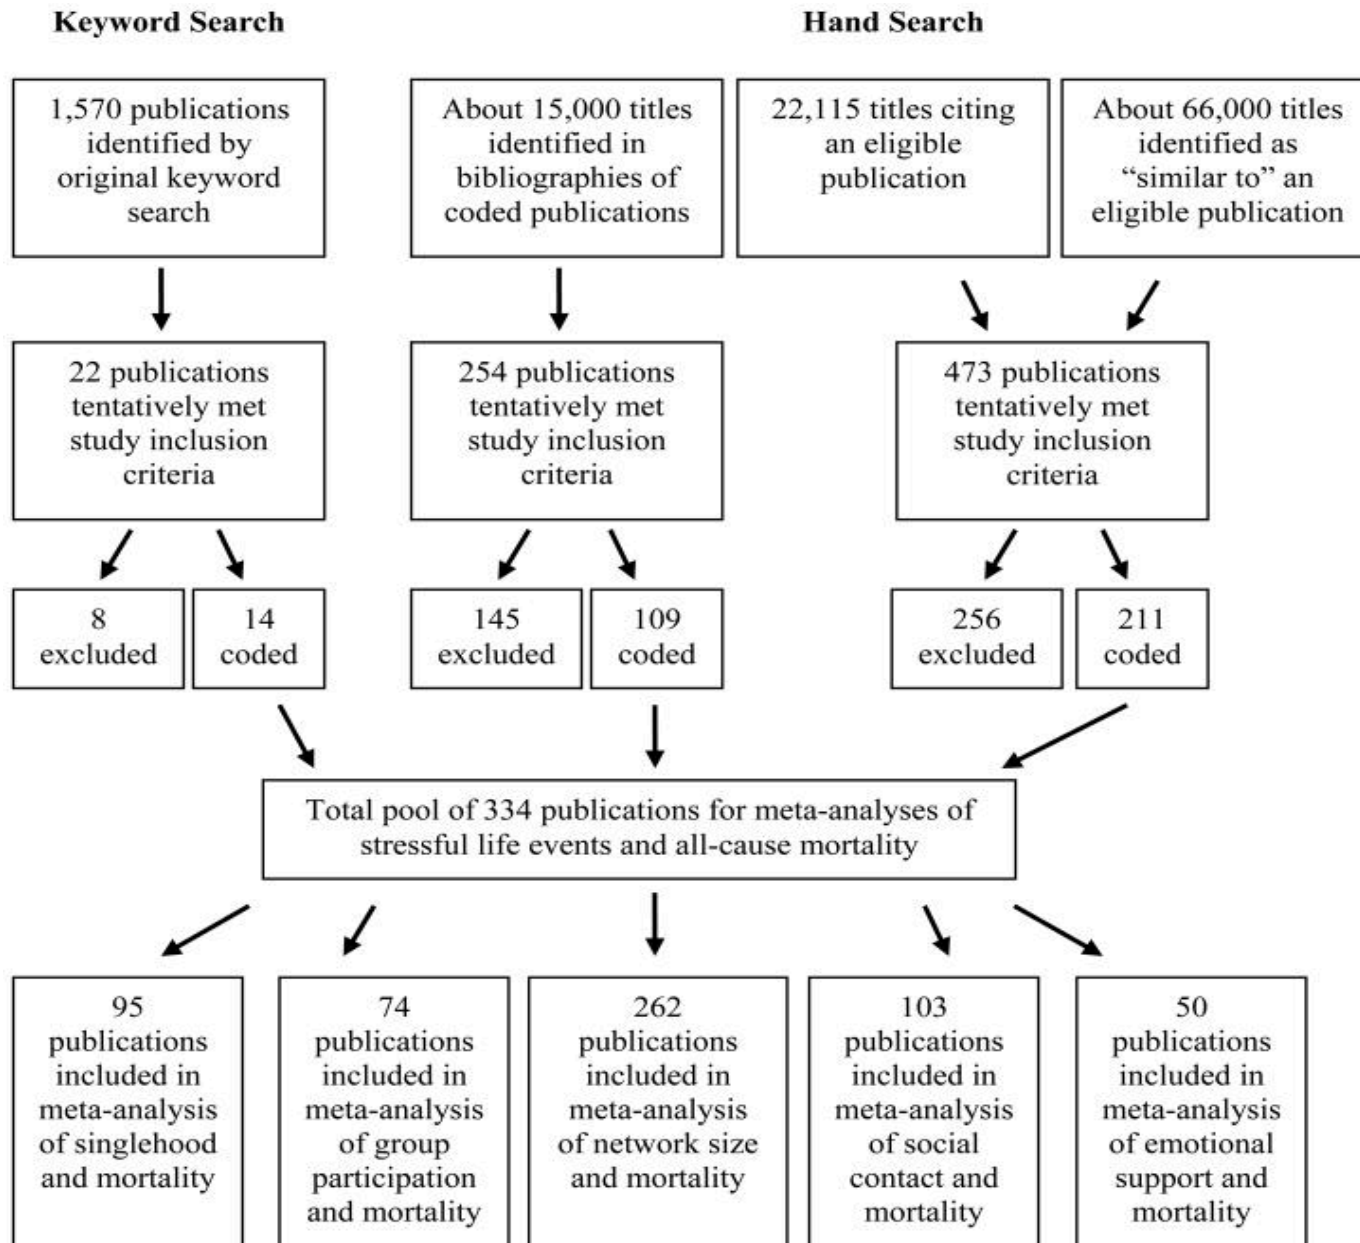 Keyword Search
Hand Search
1,570 publications
identified by
original keyword
search
About 15,000 titles
identified in
bibliographies of
coded publications
22,115 titles citing
an eligible
publication
About 66,000 titles
identified as
“similar to” an
eligible publication
22 publications
tentatively met
study inclusion
criteria
254 publications
tentatively met
study inclusion
criteria
473 publications
tentatively met
study inclusion
criteria
8
excluded
14
coded
145
excluded
109
coded
256
excluded
211
coded
Total pool of 334 publications for meta-analyses of
stressful life events and all-cause mortality
95
publications
included in
meta-analysis
of singlehood
and mortality
74
publications
included in
meta-analysis
of group
participation
and mortality
262
publications
included in
meta-analysis
of network size
and mortality
103
publications
included in
meta-analysis
of social
contact and
mortality
50
publications
included in
meta-analysis
of emotional
support and
mortality